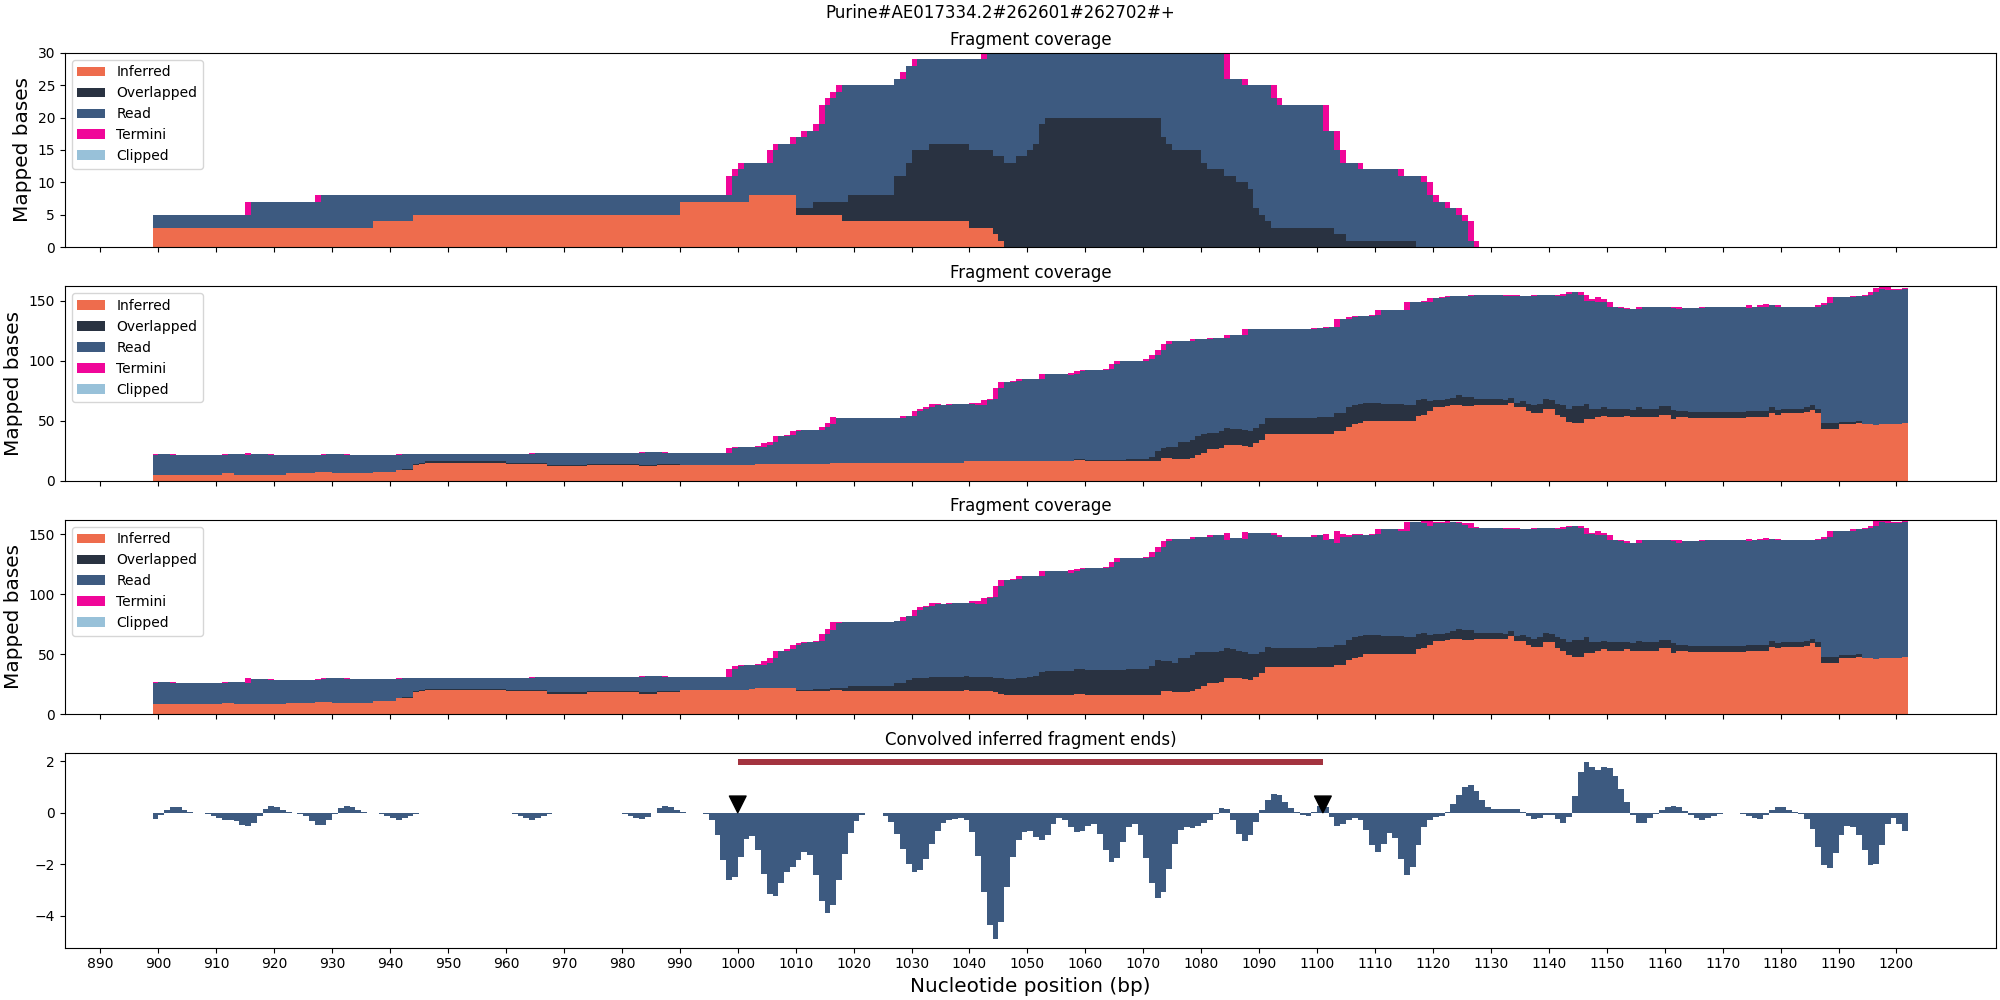 Purine#AE017334.2#262601#262702#+
Fragment coverage
Mapped bases
30
25
20
15
10
5
0
Inferred
Overlapped
Read
Termini
Clipped
Fragment coverage
Mapped bases
150
100
50
0
Inferred
Overlapped
Read
Termini
Clipped
Fragment coverage
Mapped bases
150
100
50
0
Inferred
Overlapped
Read
Termini
Clipped
Convolved inferred fragment ends)
2
0
−2
−4
890 900 910 920 930 940 950 960 970 980 990 1000 1010 1020 1030 1040 1050 1060 1070 1080 1090 1100 1110 1120 1130 1140 1150 1160 1170 1180 1190 1200
Nucleotide position (bp)